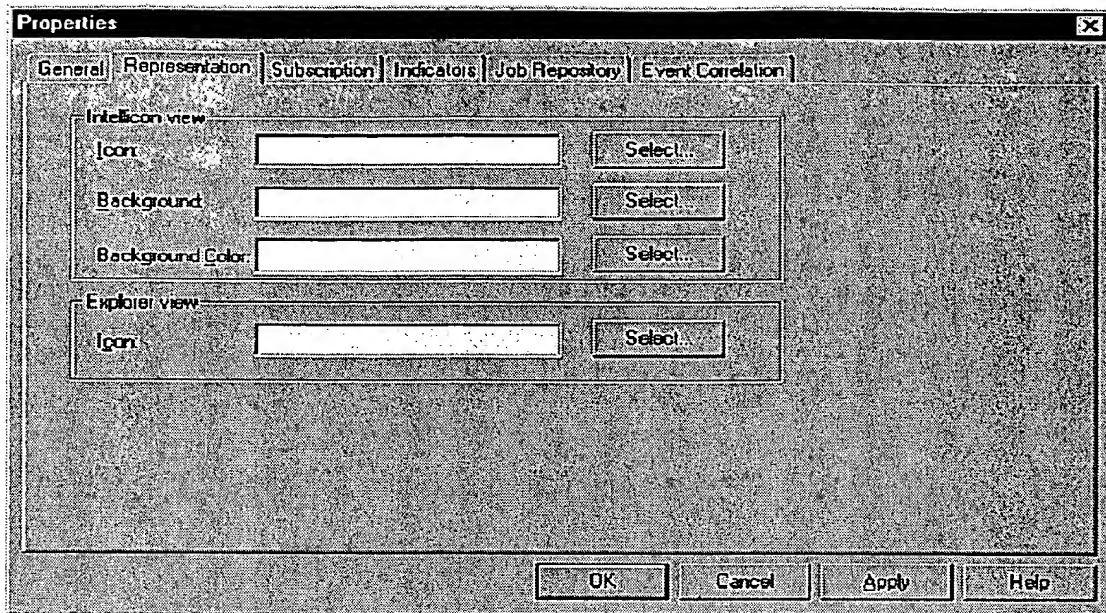 Properties
General Representation Subscription Indicators Job Repository Event Correlation
Intellicon view
Icon: Select...
Background: Select...
Background Color: Select...
Explorer view
Icon: Select...
OK Cancel Apply Help